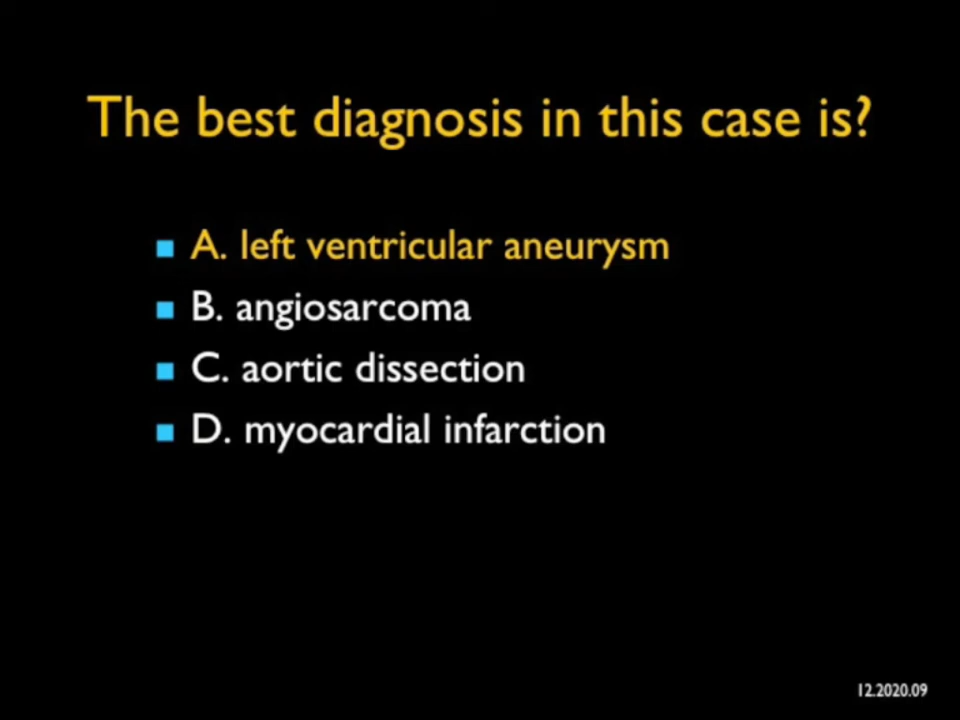 The best diagnosis in this case is?
A. left ventricular aneurysm
B. angiosarcoma
C. aortic dissection
D. myocardial infarction
12.2020.09